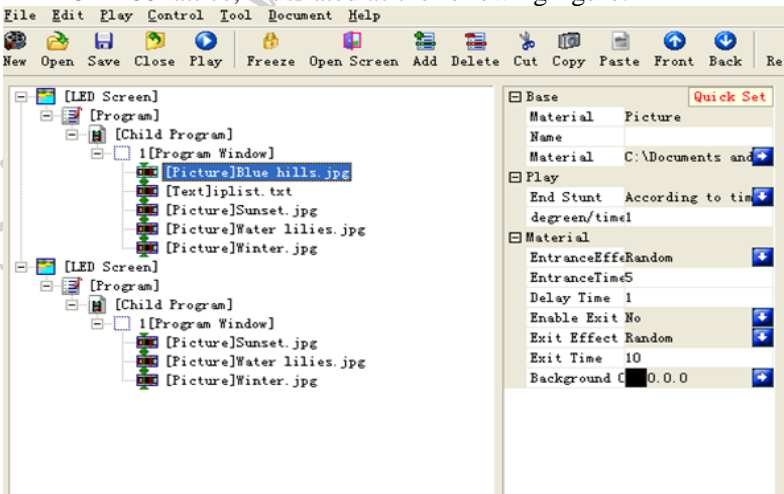 File Edit Play Control Tool Document Help
New Open Save Close Play Freeze Open Screen Add Delete Cut Copy Paste Front Back Re
[LED Screen]
[Program]
[Child Program]
1[Program Window]
[Picture]Blue hills.jpg
[Text]iplist.txt
[Picture]Sunset.jpg
[Picture]Water lilies.jpg
[Picture]Winter.jpg
[LED Screen]
[Program]
[Child Program]
1[Program Window]
[Picture]Sunset.jpg
[Picture]Water lilies.jpg
[Picture]Winter.jpg
Base Quick Set
Material Picture
Name
Material C:\Documents and
Play
End Stunt According to tim
degreen/time1
Material
EntranceEffeRandom
EntranceTime5
Delay Time 1
Enable Exit No
Exit Effect Random
Exit Time 10
Background C 0.0.0